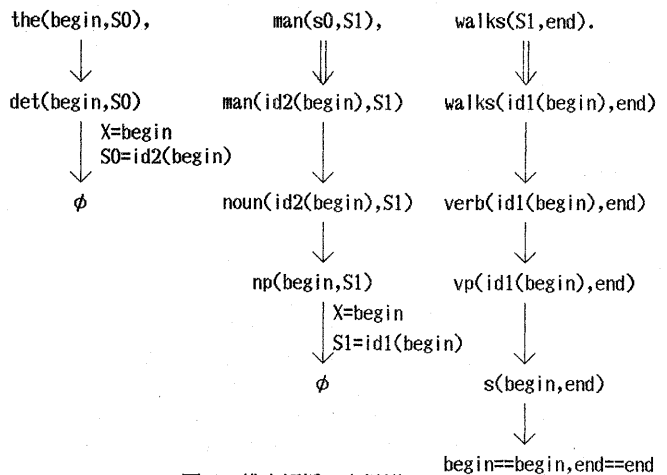 the(begin,S0), man(s0,S1), walks(S1,end).
det(begin,S0) man(id2(begin),S1) walks(id1(begin),end)
X=begin
S0=id2(begin)
φ noun(id2(begin),S1) verb(id1(begin),end)
np(begin,S1) vp(id1(begin),end)
X=begin
S1=id1(begin)
φ s(begin,end)
begin==begin,end==end